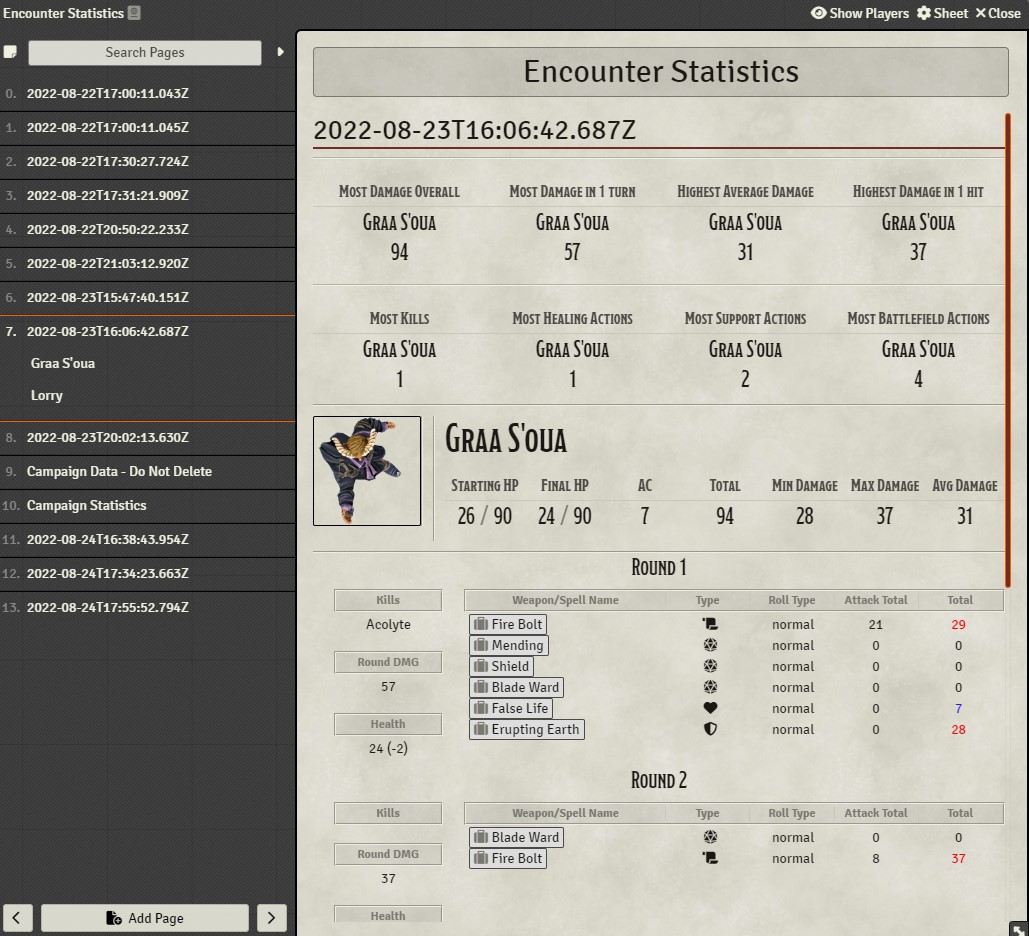 Encounter Statistics
Show Players Sheet Close
Search Pages
0. 2022-08-22T17:00:11.043Z
1. 2022-08-22T17:00:11.045Z
2. 2022-08-22T17:30:27.724Z
3. 2022-08-22T17:31:21.909Z
4. 2022-08-22T20:50:22.233Z
5. 2022-08-22T21:03:12.920Z
6. 2022-08-23T15:47:40.151Z
7. 2022-08-23T16:06:42.687Z
Graa S'oua
Lorry
8. 2022-08-23T20:02:13.630Z
9. Campaign Data - Do Not Delete
10. Campaign Statistics
11. 2022-08-24T16:38:43.954Z
12. 2022-08-24T17:34:23.663Z
13. 2022-08-24T17:55:52.794Z
Add Page
Encounter Statistics
2022-08-23T16:06:42.687Z
Most Damage Overall Most Damage in 1 turn Highest Average Damage Highest Damage in 1 hit
Graa S'oua Graa S'oua Graa S'oua Graa S'oua
94 57 31 37
Most Kills Most Healing Actions Most Support Actions Most Battlefield Actions
Graa S'oua Graa S'oua Graa S'oua Graa S'oua
1 1 2 4
Graa S'oua
Starting HP Final HP AC Total Min Damage Max Damage Avg Damage
26 / 90 24 / 90 7 94 28 37 31
Round 1
Kills
Acolyte
Round DMG
57
Health
24 (-2)
Weapon/Spell Name Type Roll Type Attack Total Total
Fire Bolt normal 21 29
Mending normal 0 0
Shield normal 0 0
Blade Ward normal 0 0
False Life normal 0 7
Erupting Earth normal 0 28
Round 2
Kills
Round DMG
37
Health
Weapon/Spell Name Type Roll Type Attack Total Total
Blade Ward normal 0 0
Fire Bolt normal 8 37